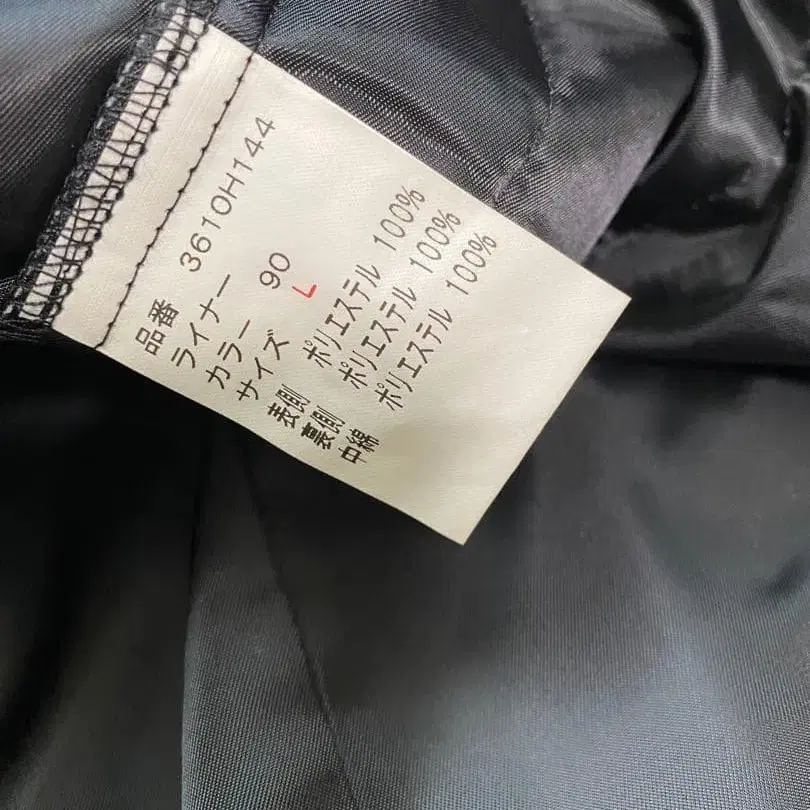 品番 3610H144
ライナー
カラー 90
サイズ L
表側 ポリエステル 100%
裏側 ポリエステル 100%
中綿 ポリエステル 100%